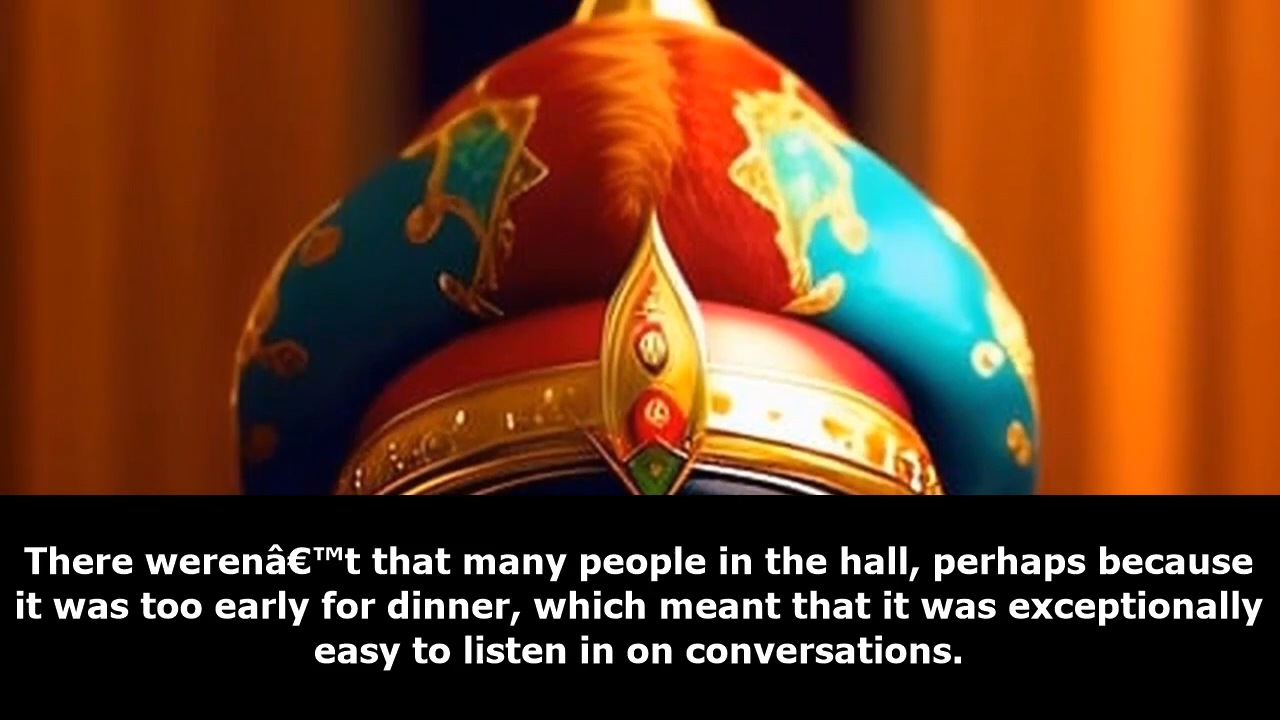 There werenâ€™t that many people in the hall, perhaps because
it was too early for dinner, which meant that it was exceptionally
easy to listen in on conversations.